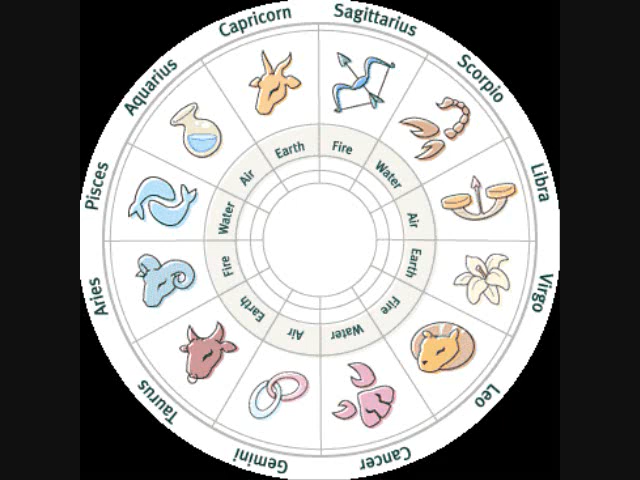 Capricorn
Sagittarius
Scorpio
Libra
Virgo
Leo
Cancer
Gemini
Taurus
Aries
Pisces
Aquarius
Earth
Fire
Water
Air
Earth
Fire
Water
Air
Earth
Fire
Water
Air